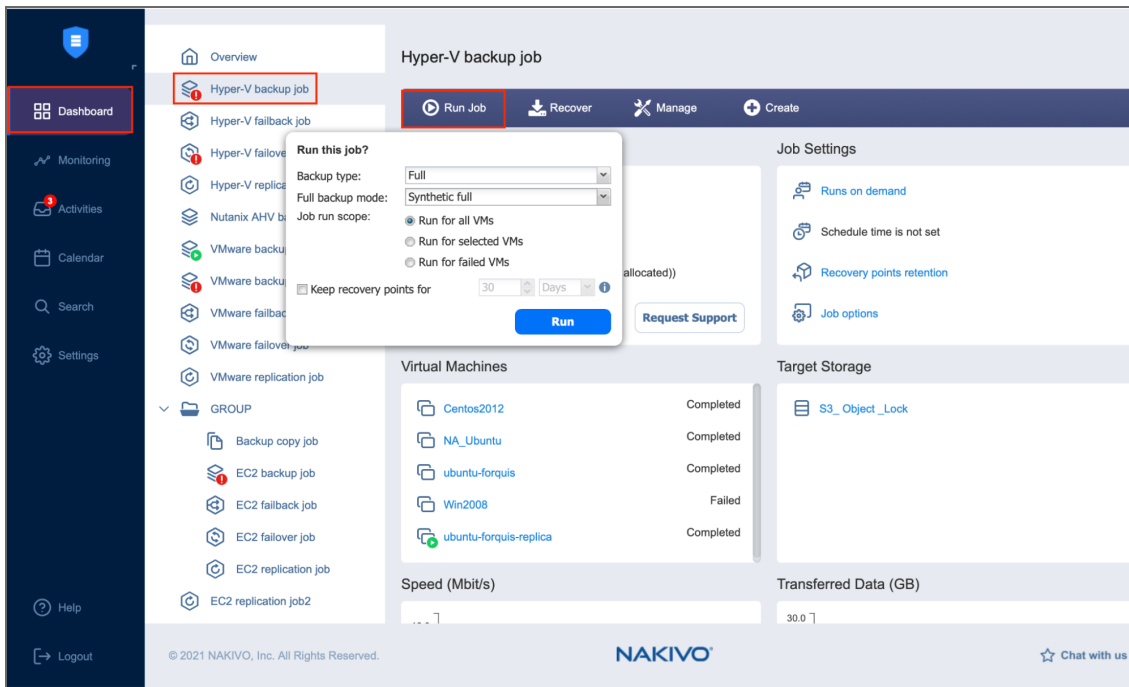 Dashboard
Monitoring
3
Activities
Calendar
Search
Settings
Help
Logout
Overview
Hyper-V backup job
Hyper-V failback job
Hyper-V failove
Hyper-V replica
Nutanix AHV ba
VMware backu
VMware backu
VMware failbac
VMware failover job
VMware replication job
GROUP
Backup copy job
EC2 backup job
EC2 failback job
EC2 failover job
EC2 replication job
EC2 replication job2
Hyper-V backup job
Run Job
Recover
Manage
Create
Run this job?
Backup type:
Full
Full backup mode:
Synthetic full
Job run scope:
Run for all VMs
Run for selected VMs
Run for failed VMs
Keep recovery points for
30
Days
Run
allocated))
Request Support
Job Settings
Runs on demand
Schedule time is not set
Recovery points retention
Job options
Virtual Machines
Centos2012 Completed
NA_Ubuntu Completed
ubuntu-forquis Completed
Win2008 Failed
ubuntu-forquis-replica Completed
Target Storage
S3_ Object _Lock
Speed (Mbit/s)
Transferred Data (GB)
30.0
© 2021 NAKIVO, Inc. All Rights Reserved.
NAKIVO®
Chat with us